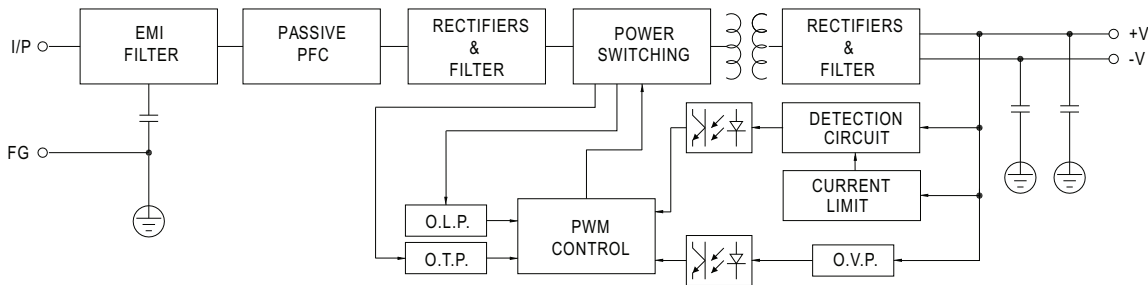 I/P
EMI
FILTER
PASSIVE
PFC
RECTIFIERS
&
FILTER
POWER
SWITCHING
RECTIFIERS
&
FILTER
+V
-V
DETECTION
CIRCUIT
FG
CURRENT
LIMIT
O.L.P.
PWM
CONTROL
O.T.P.
O.V.P.